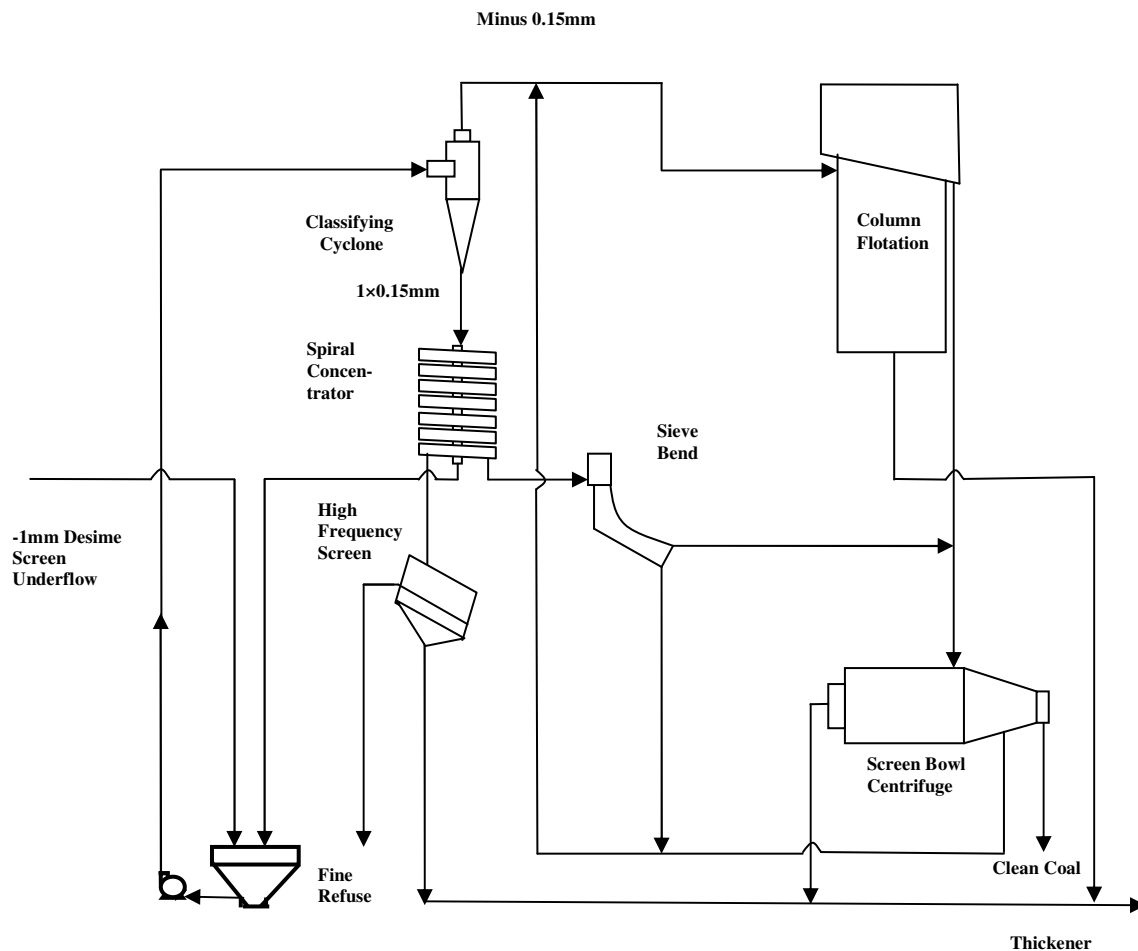 Minus 0.15mm
Classifying
Cyclone
Column
Flotation
1×0.15mm
Spiral
Concen-
trator
Sieve
Bend
High
Frequency
Screen
-1mm Desime
Screen
Underflow
Screen Bowl
Centrifuge
Fine
Refuse
Clean Coal
Thickener